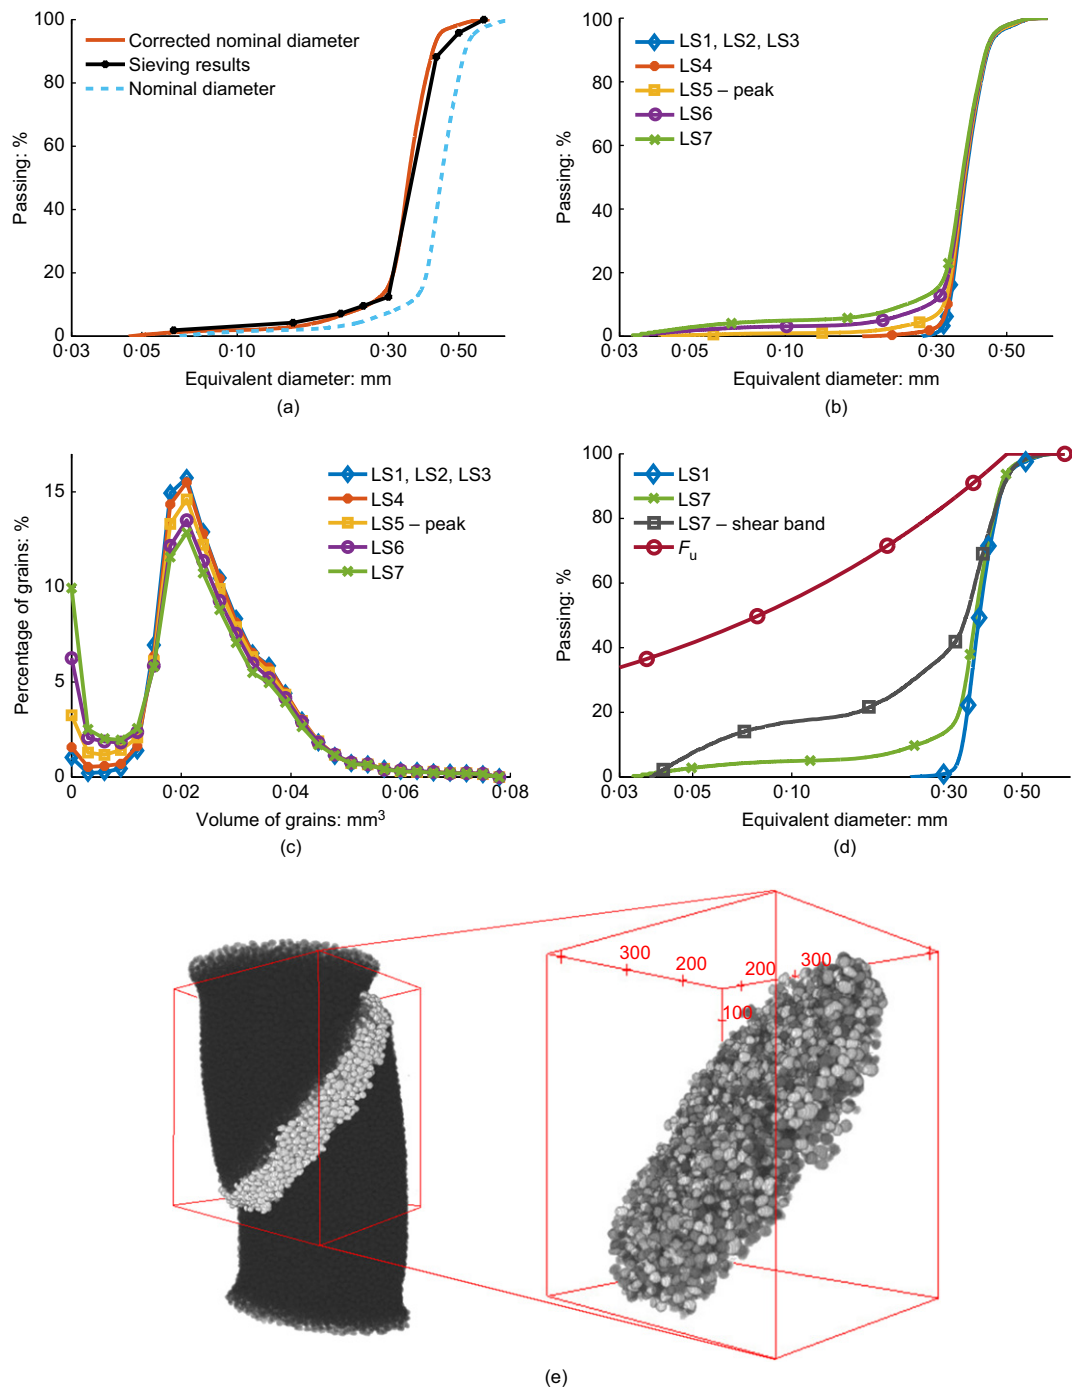 100
80
60
40
20
0
Passing: %
Corrected nominal diameter
Sieving results
Nominal diameter
0·03 0·05 0·10 0·30 0·50
Equivalent diameter: mm
(a)
100
80
60
40
20
0
Passing: %
LS1, LS2, LS3
LS4
LS5 – peak
LS6
LS7
0·03 0·05 0·10 0·30 0·50
Equivalent diameter: mm
(b)
15
10
5
0
Percentage of grains: %
LS1, LS2, LS3
LS4
LS5 – peak
LS6
LS7
0 0·02 0·04 0·06 0·08
Volume of grains: mm³
(c)
100
80
60
40
20
0
Passing: %
LS1
LS7
LS7 – shear band
Fu
0·03 0·05 0·10 0·30 0·50
Equivalent diameter: mm
(d)
300 200 200 300
100
(e)